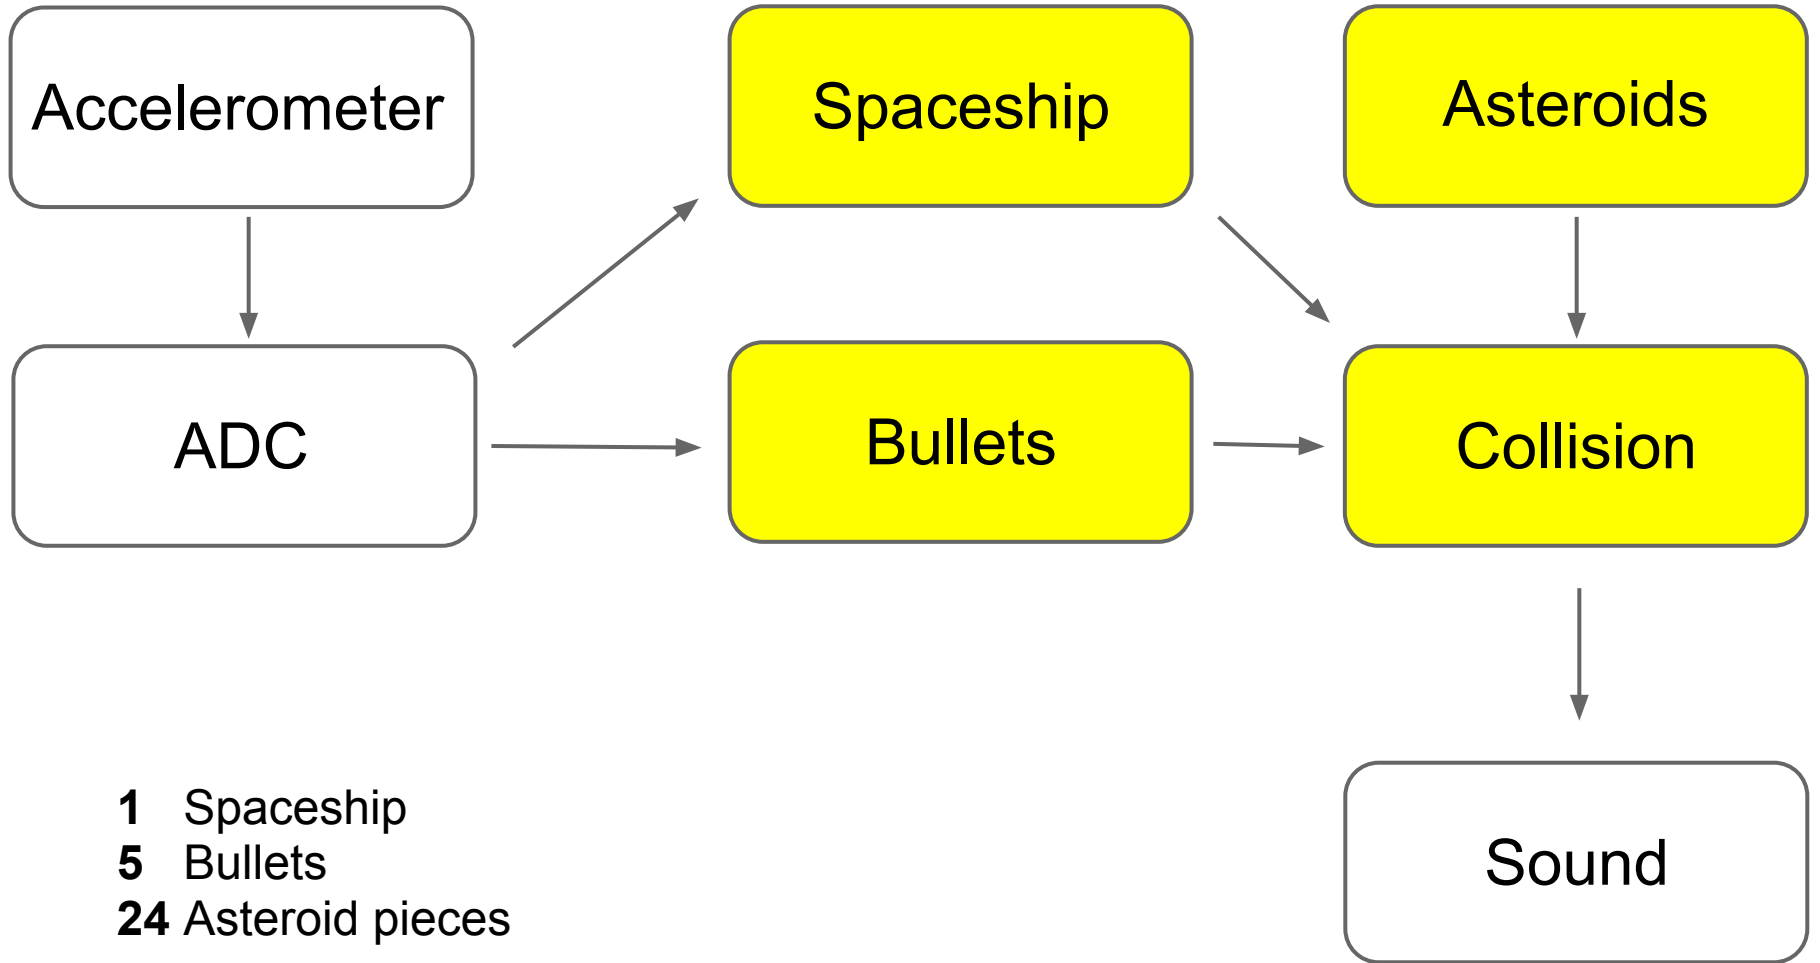 Accelerometer
Spaceship
Asteroids
ADC
Bullets
Collision
Sound
1 Spaceship
5 Bullets
24 Asteroid pieces